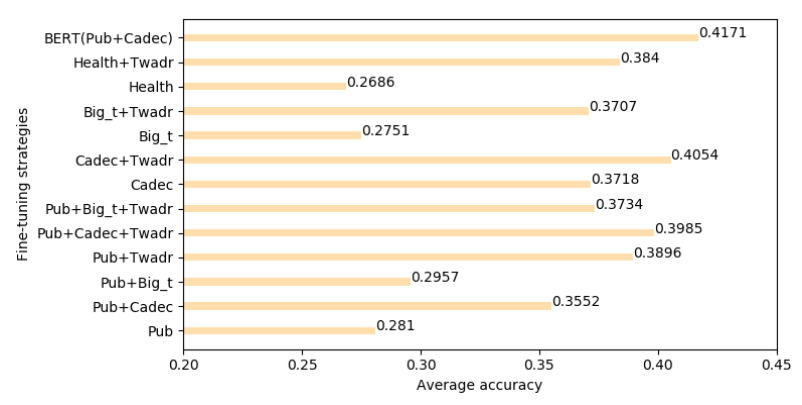 Fine-tuning strategies
BERT(Pub+Cadec) 0.4171
Health+Twadr 0.384
Health 0.2686
Big_t+Twadr 0.3707
Big_t 0.2751
Cadec+Twadr 0.4054
Cadec 0.3718
Pub+Big_t+Twadr 0.3734
Pub+Cadec+Twadr 0.3985
Pub+Twadr 0.3896
Pub+Big_t 0.2957
Pub+Cadec 0.3552
Pub 0.281
0.20 0.25 0.30 0.35 0.40 0.45
Average accuracy